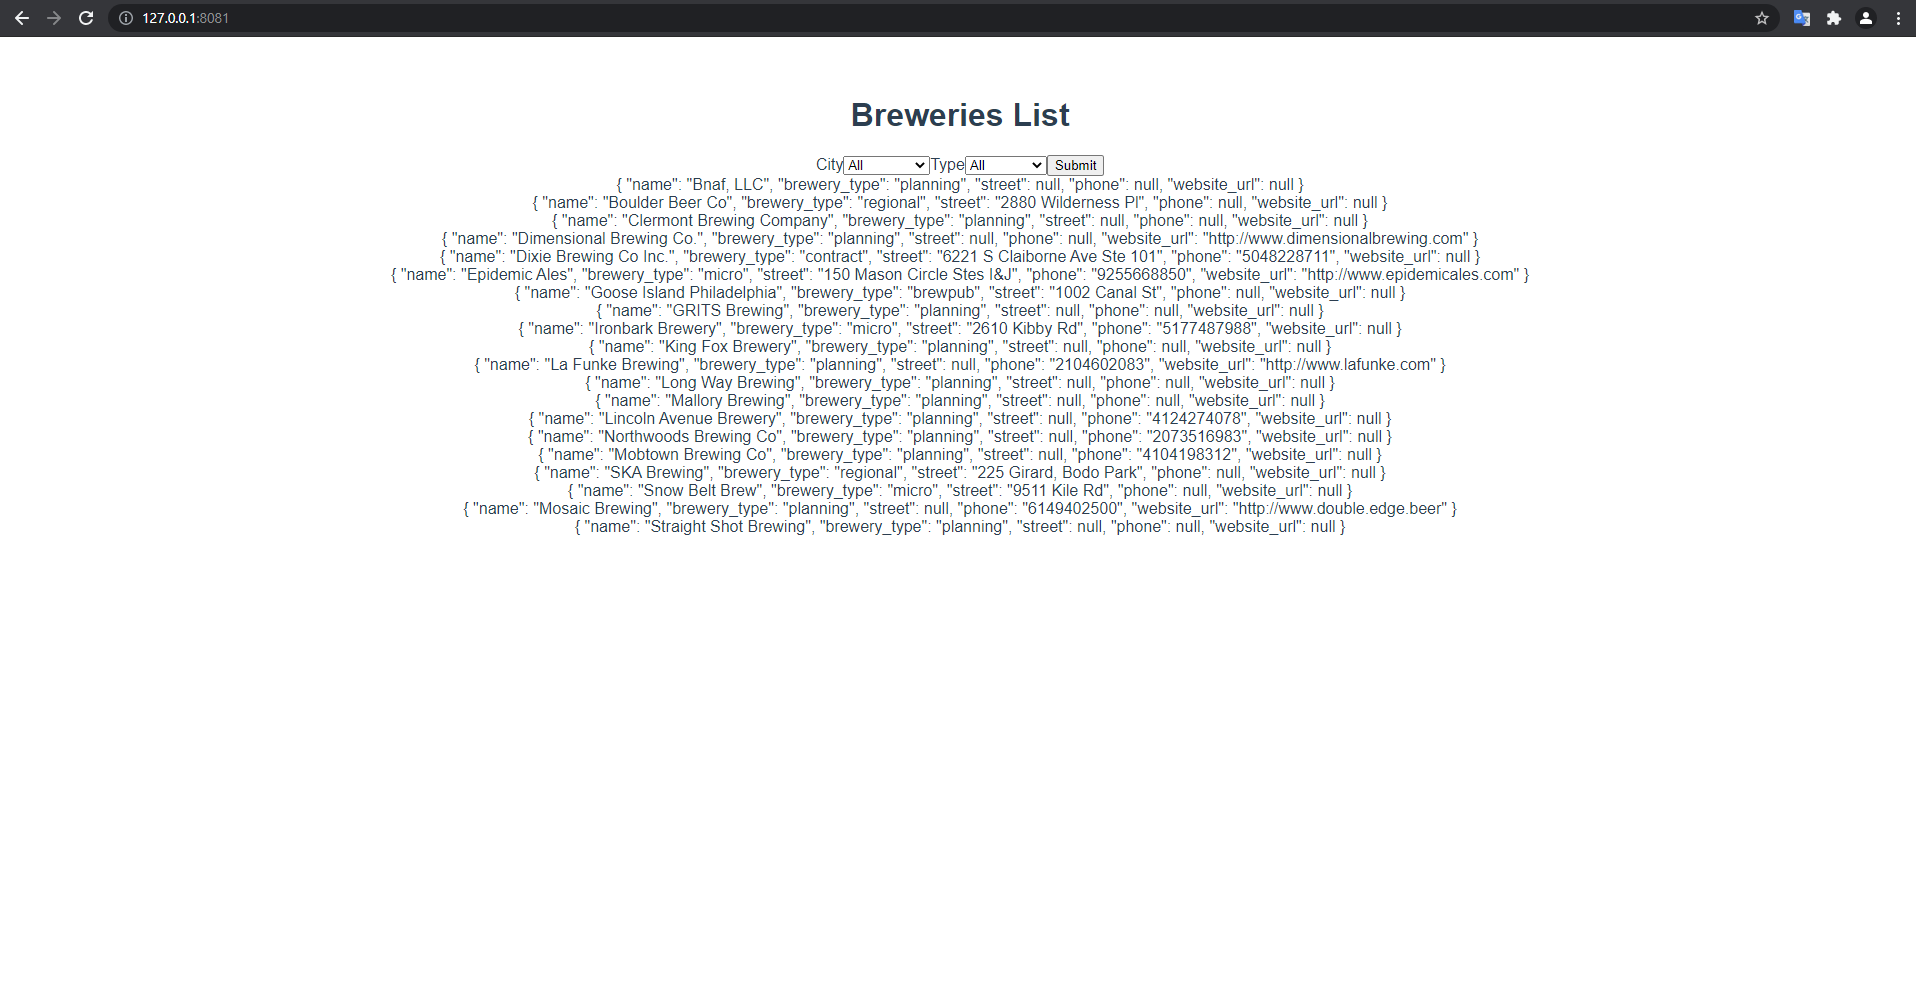 127.0.0.1:8081
Breweries List
City All Type All Submit
{ "name": "Bnaf, LLC", "brewery_type": "planning", "street": null, "phone": null, "website_url": null }
{ "name": "Boulder Beer Co", "brewery_type": "regional", "street": "2880 Wilderness Pl", "phone": null, "website_url": null }
{ "name": "Clermont Brewing Company", "brewery_type": "planning", "street": null, "phone": null, "website_url": null }
{ "name": "Dimensional Brewing Co.", "brewery_type": "planning", "street": null, "phone": null, "website_url": "http://www.dimensionalbrewing.com" }
{ "name": "Dixie Brewing Co Inc.", "brewery_type": "contract", "street": "6221 S Claiborne Ave Ste 101", "phone": "5048228711", "website_url": null }
{ "name": "Epidemic Ales", "brewery_type": "micro", "street": "150 Mason Circle Stes I&J", "phone": "9255668850", "website_url": "http://www.epidemicales.com" }
{ "name": "Goose Island Philadelphia", "brewery_type": "brewpub", "street": "1002 Canal St", "phone": null, "website_url": null }
{ "name": "GRITS Brewing", "brewery_type": "planning", "street": null, "phone": null, "website_url": null }
{ "name": "Ironbark Brewery", "brewery_type": "micro", "street": "2610 Kibby Rd", "phone": "5177487988", "website_url": null }
{ "name": "King Fox Brewery", "brewery_type": "planning", "street": null, "phone": null, "website_url": null }
{ "name": "La Funke Brewing", "brewery_type": "planning", "street": null, "phone": "2104602083", "website_url": "http://www.lafunke.com" }
{ "name": "Long Way Brewing", "brewery_type": "planning", "street": null, "phone": null, "website_url": null }
{ "name": "Mallory Brewing", "brewery_type": "planning", "street": null, "phone": null, "website_url": null }
{ "name": "Lincoln Avenue Brewery", "brewery_type": "planning", "street": null, "phone": "4124274078", "website_url": null }
{ "name": "Northwoods Brewing Co", "brewery_type": "planning", "street": null, "phone": "2073516983", "website_url": null }
{ "name": "Mobtown Brewing Co", "brewery_type": "planning", "street": null, "phone": "4104198312", "website_url": null }
{ "name": "SKA Brewing", "brewery_type": "regional", "street": "225 Girard, Bodo Park", "phone": null, "website_url": null }
{ "name": "Snow Belt Brew", "brewery_type": "micro", "street": "9511 Kile Rd", "phone": null, "website_url": null }
{ "name": "Mosaic Brewing", "brewery_type": "planning", "street": null, "phone": "6149402500", "website_url": "http://www.double.edge.beer" }
{ "name": "Straight Shot Brewing", "brewery_type": "planning", "street": null, "phone": null, "website_url": null }